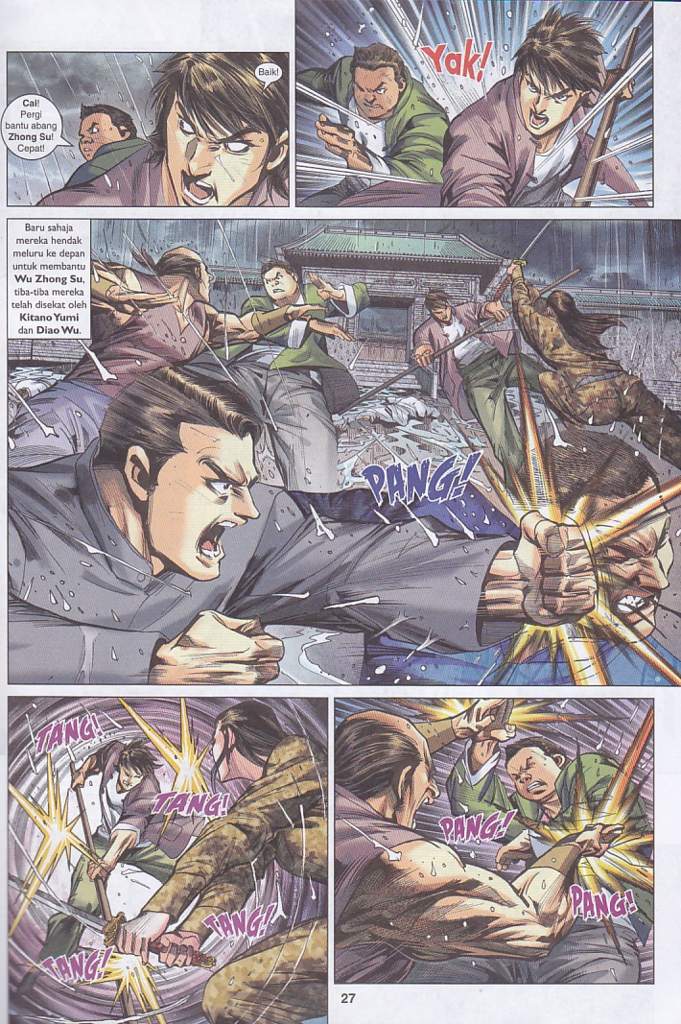 Cai!
Pergi
bantu abang
Zhong Su!
Cepat!
Baik!
Yak!
Baru sahaja
mereka hendak
meluru ke depan
untuk membantu
Wu Zhong Su,
tiba-tiba mereka
telah disekat oleh
Kitano Yumi
dan Diao Wu.
PANG!
TANG!
TANG!
TANG!
TANG!
PANG!
PANG!
27